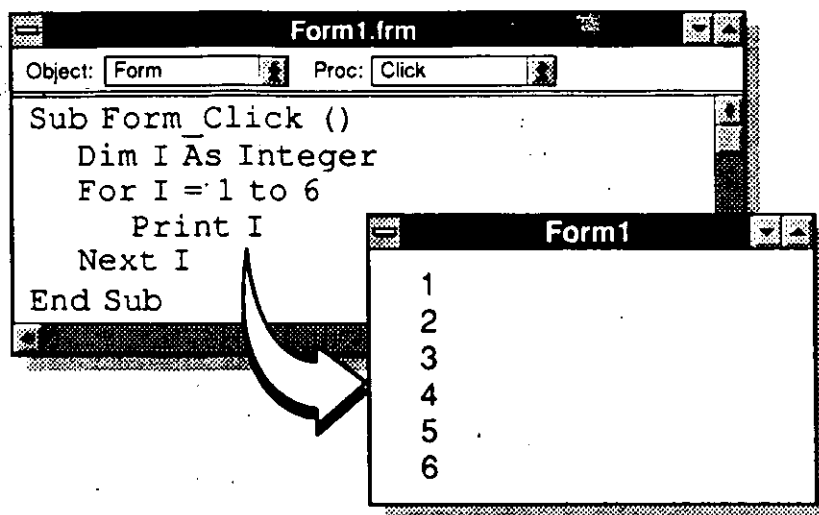 Form1.frm
Object: Form Proc: Click
Sub Form_Click ()
Dim I As Integer
For I = 1 to 6
Print I
Next I
End Sub
Form1
1
2
3
4
5
6